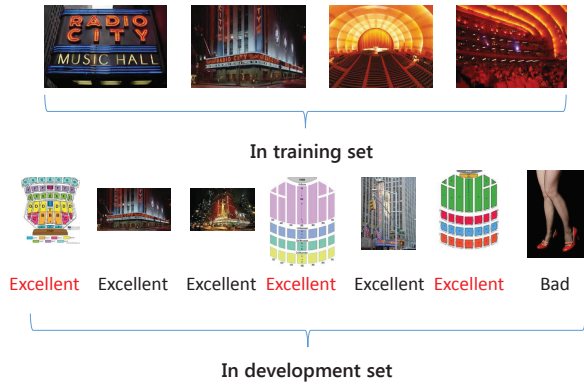 RADIO
CITY
MUSIC HALL
In training set
Excellent Excellent Excellent Excellent Excellent Excellent Bad
In development set